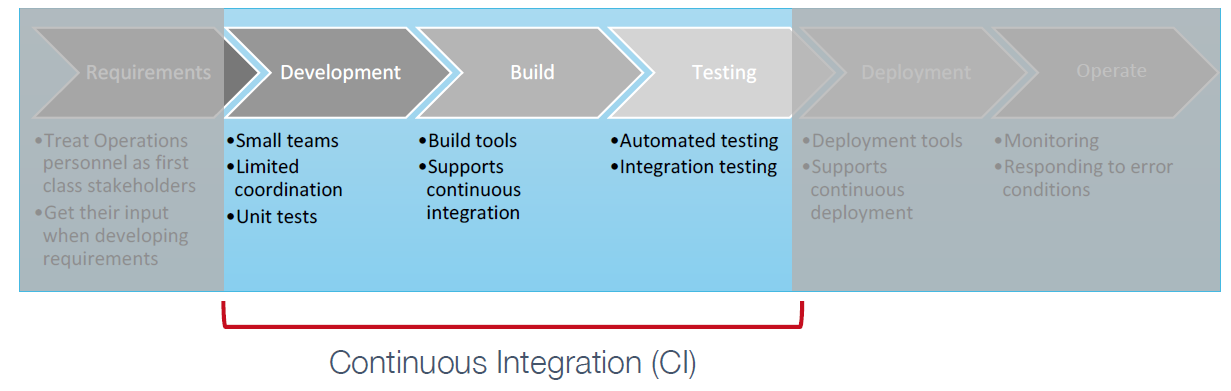 Requirements
Development
Build
Testing
Deployment
Operate
•Treat Operations
personnel as first
class stakeholders
•Get their input
when developing
requirements
•Small teams
•Limited
coordination
•Unit tests
•Build tools
•Supports
continuous
integration
•Automated testing
•Integration testing
•Deployment tools
•Supports
continuous
deployment
•Monitoring
•Responding to error
conditions
Continuous Integration (CI)